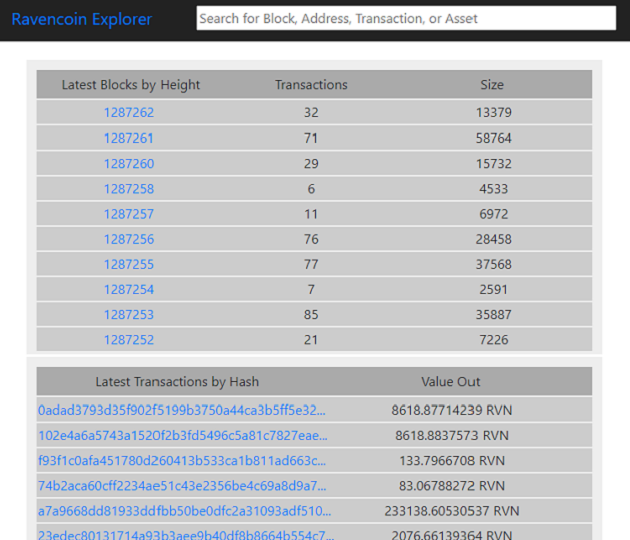 Ravencoin Explorer Search for Block, Address, Transaction, or Asset
Latest Blocks by Height Transactions Size
1287262 32 13379
1287261 71 58764
1287260 29 15732
1287258 6 4533
1287257 11 6972
1287256 76 28458
1287255 77 37568
1287254 7 2591
1287253 85 35887
1287252 21 7226
Latest Transactions by Hash Value Out
0adad3793d35f902f5199b3750a44ca3b5ff5e32... 8618.87714239 RVN
102e4a6a5743a1520f2b3fd5496c5a81c7827eae... 8618.8837573 RVN
f93f1c0afa451780d260413b533ca1b811ad663c... 133.7966708 RVN
74b2aca60cff2234ae51c43e2356be4c69a8d9a7... 83.06788272 RVN
a7a9668dd81933ddfbb50be0dfc2a31093adf510... 233138.60530537 RVN
23edec80131714a93b3aee9b40df8b8664b554c7... 2076.66139364 RVN